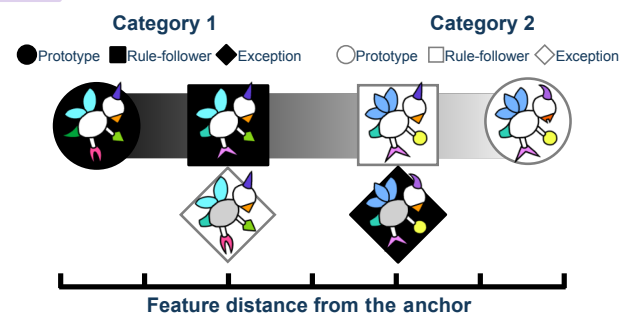 Category 1
Category 2
Prototype Rule-follower Exception
Prototype Rule-follower Exception
Feature distance from the anchor